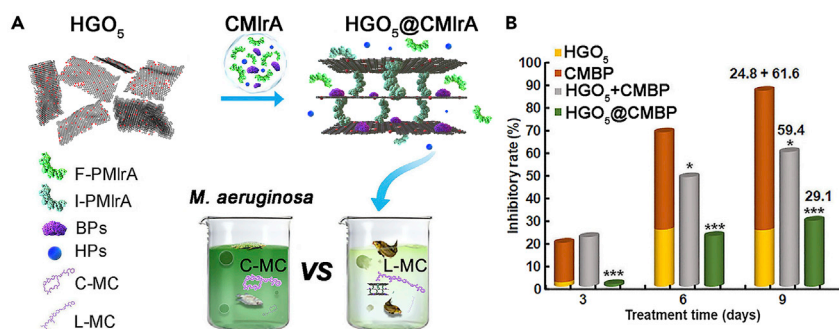 A
HGO₅
CMlrA
HGO₅@CMlrA
F-PMlrA
I-PMlrA
BPs
HPs
C-MC
L-MC
M. aeruginosa
C-MC
VS
L-MC
B
HGO₅
CMBP
HGO₅+CMBP
HGO₅@CMBP
24.8 + 61.6
59.4
*
29.1
***
*
***
***
Inhibitory rate (%)
100
90
80
70
60
50
40
30
20
10
0
3
6
9
Treatment time (days)